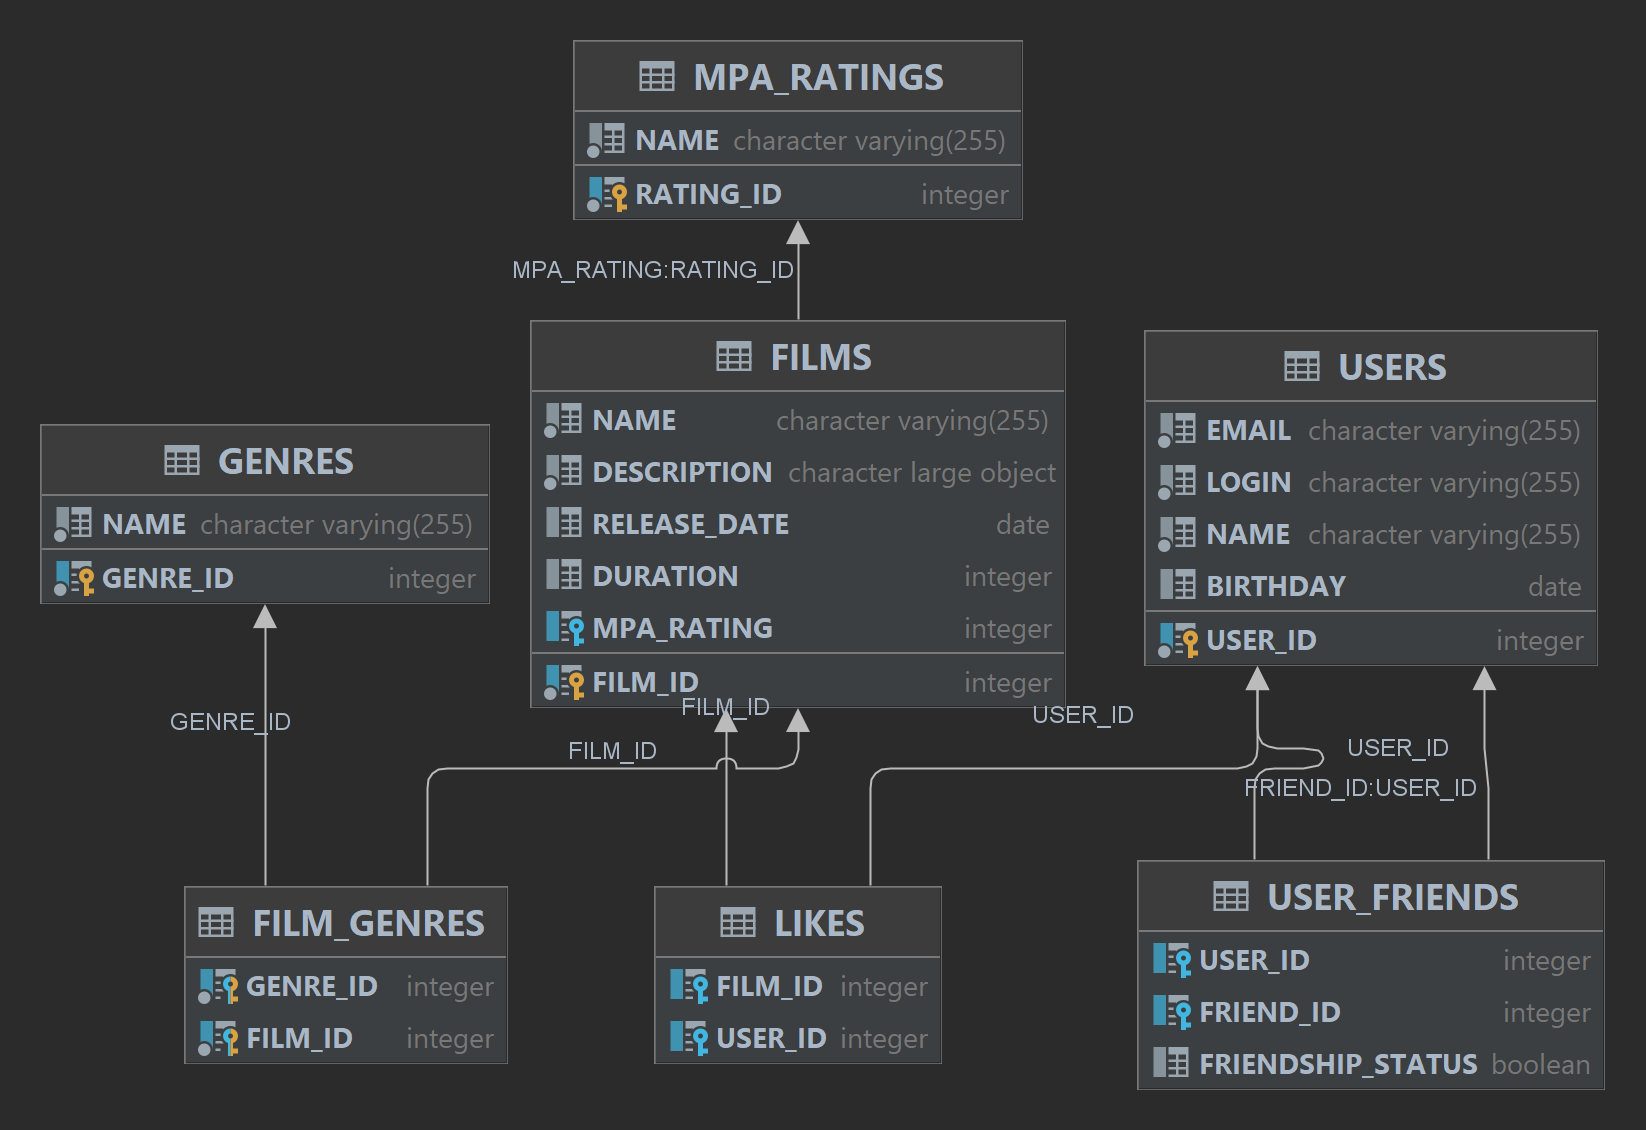 MPA_RATINGS
NAME character varying(255)
RATING_ID integer
MPA_RATING:RATING_ID
FILMS
NAME character varying(255)
DESCRIPTION character large object
RELEASE_DATE date
DURATION integer
MPA_RATING integer
FILM_ID integer
USERS
EMAIL character varying(255)
LOGIN character varying(255)
NAME character varying(255)
BIRTHDAY date
USER_ID integer
GENRES
NAME character varying(255)
GENRE_ID integer
GENRE_ID
FILM_ID
FILM_ID
USER_ID
USER_ID
FRIEND_ID:USER_ID
FILM_GENRES
GENRE_ID integer
FILM_ID integer
LIKES
FILM_ID integer
USER_ID integer
USER_FRIENDS
USER_ID integer
FRIEND_ID integer
FRIENDSHIP_STATUS boolean